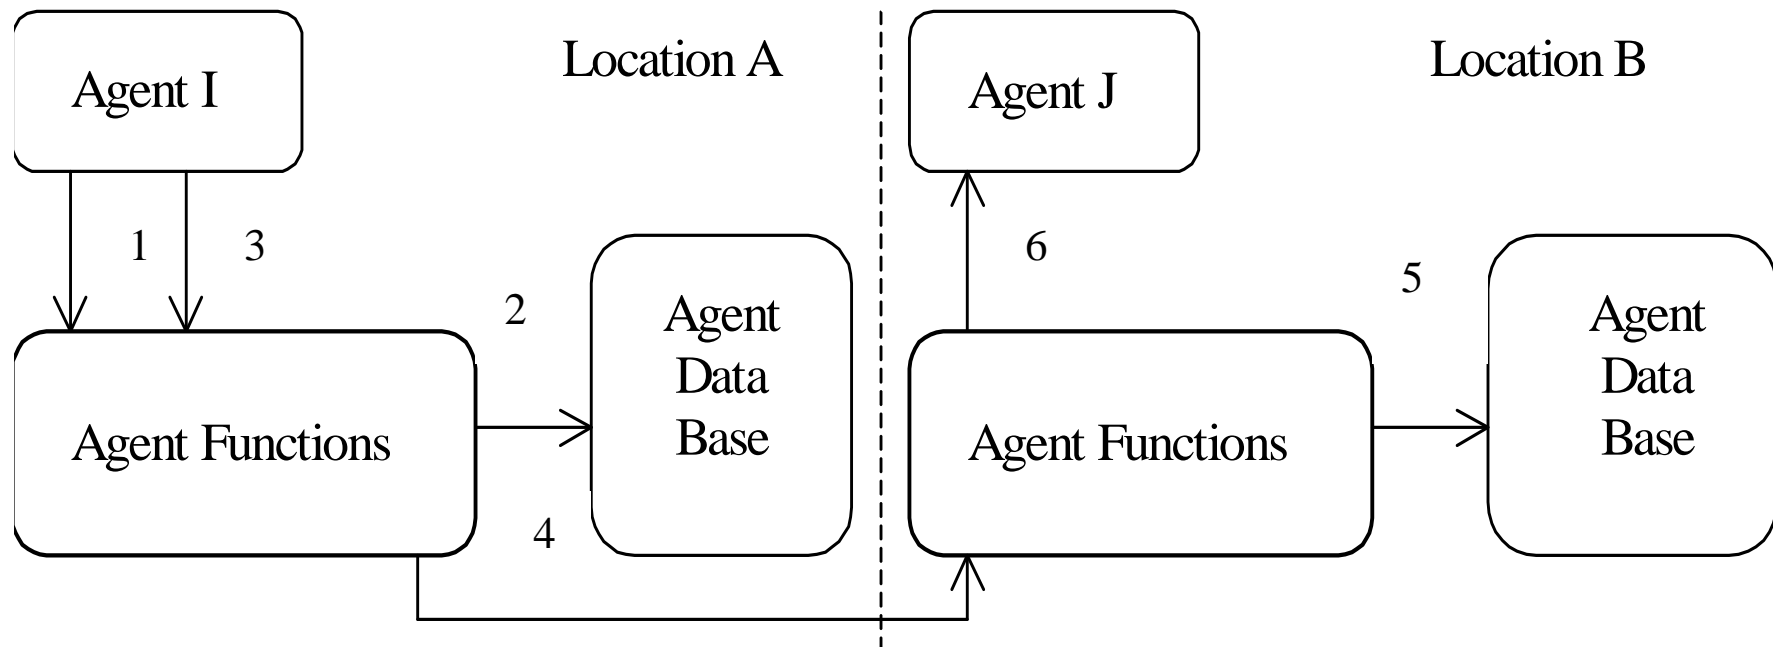 Agent I
Location A
Agent J
Location B
1
3
6
2
5
Agent
Data
Base
Agent
Data
Base
Agent Functions
Agent Functions
4